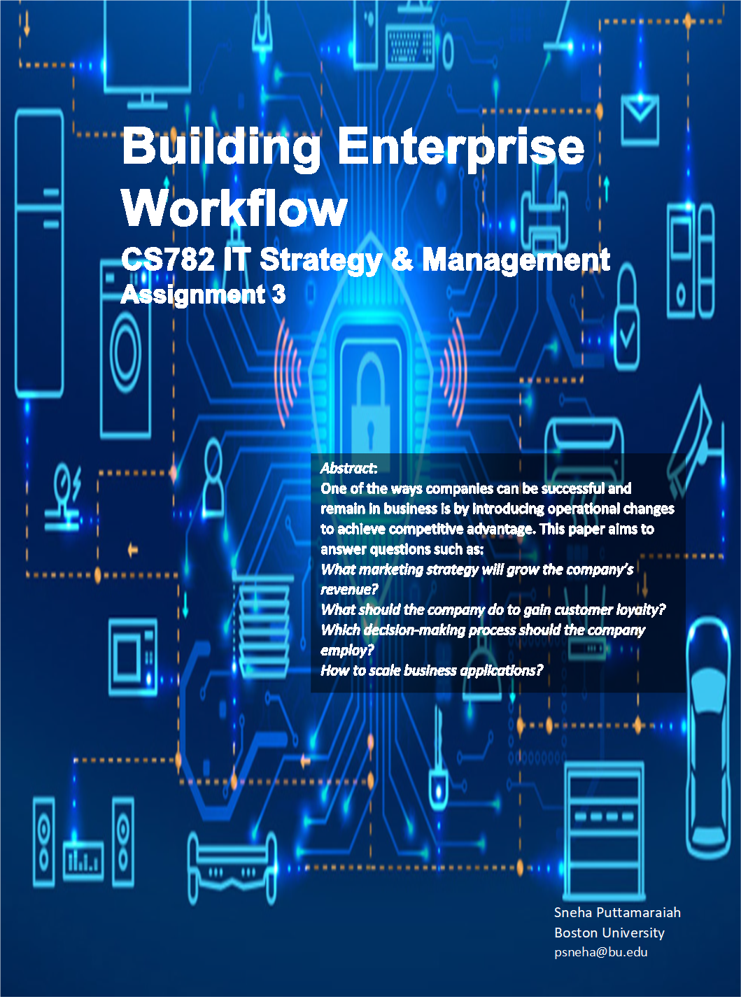 Building Enterprise
Workflow
CS782 IT Strategy & Management
Assignment 3
Abstract:
One of the ways companies can be successful and
remain in business is by introducing operational changes
to achieve competitive advantage. This paper aims to
answer questions such as:
What marketing strategy will grow the company’s
revenue?
What should the company do to gain customer loyalty?
Which decision-making process should the company
employ?
How to scale business applications?
Sneha Puttamaraiah
Boston University
psneha@bu.edu